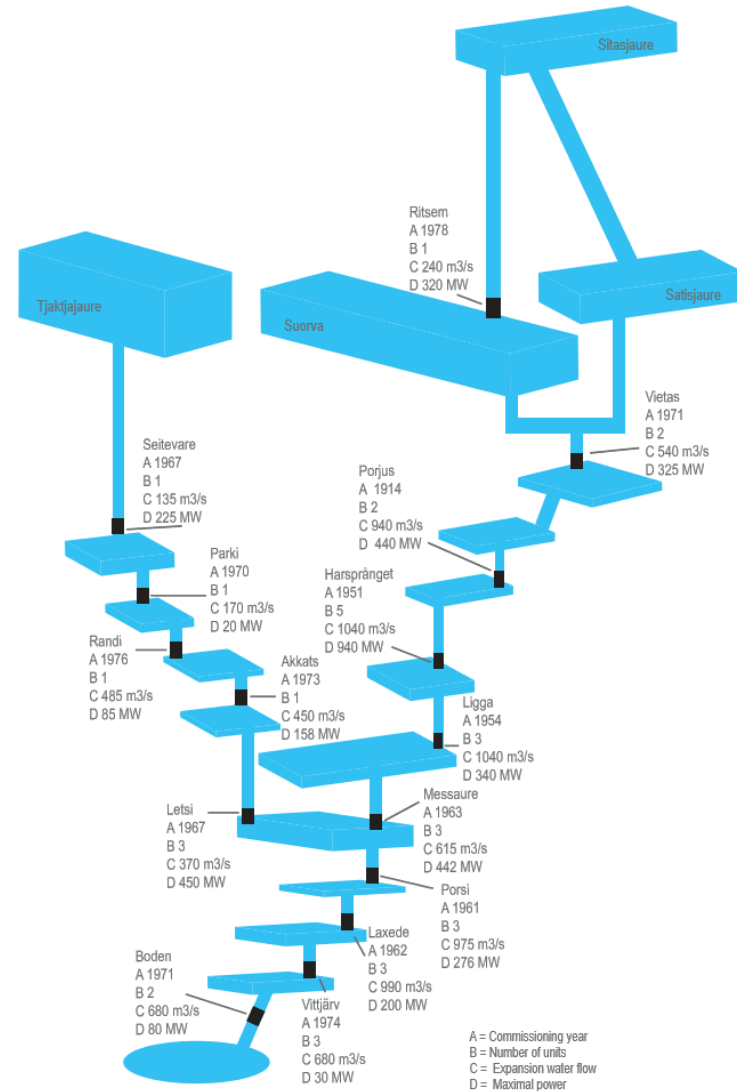 Sitasjaure
Ritsem
A 1978
B 1
C 240 m3/s
D 320 MW
Tjaktjajaure
Suorva
Satisjaure
Vietas
A 1971
B 2
C 540 m3/s
D 325 MW
Seitevare
A 1967
B 1
C 135 m3/s
D 225 MW
Porjus
A 1914
B 2
C 940 m3/s
D 440 MW
Parki
A 1970
B 1
C 170 m3/s
D 20 MW
Harsprånget
A 1951
B 5
C 1040 m3/s
D 940 MW
Randi
A 1976
B 1
C 485 m3/s
D 85 MW
Akkats
A 1973
B 1
C 450 m3/s
D 158 MW
Ligga
A 1954
B 3
C 1040 m3/s
D 340 MW
Letsi
A 1967
B 3
C 370 m3/s
D 450 MW
Messaure
A 1963
B 3
C 615 m3/s
D 442 MW
Porsi
A 1961
B 3
C 975 m3/s
D 276 MW
Laxede
A 1962
B 3
C 990 m3/s
D 200 MW
Boden
A 1971
B 2
C 680 m3/s
D 80 MW
Vittjärv
A 1974
B 3
C 680 m3/s
D 30 MW
A = Commissioning year
B = Number of units
C = Expansion water flow
D = Maximal power